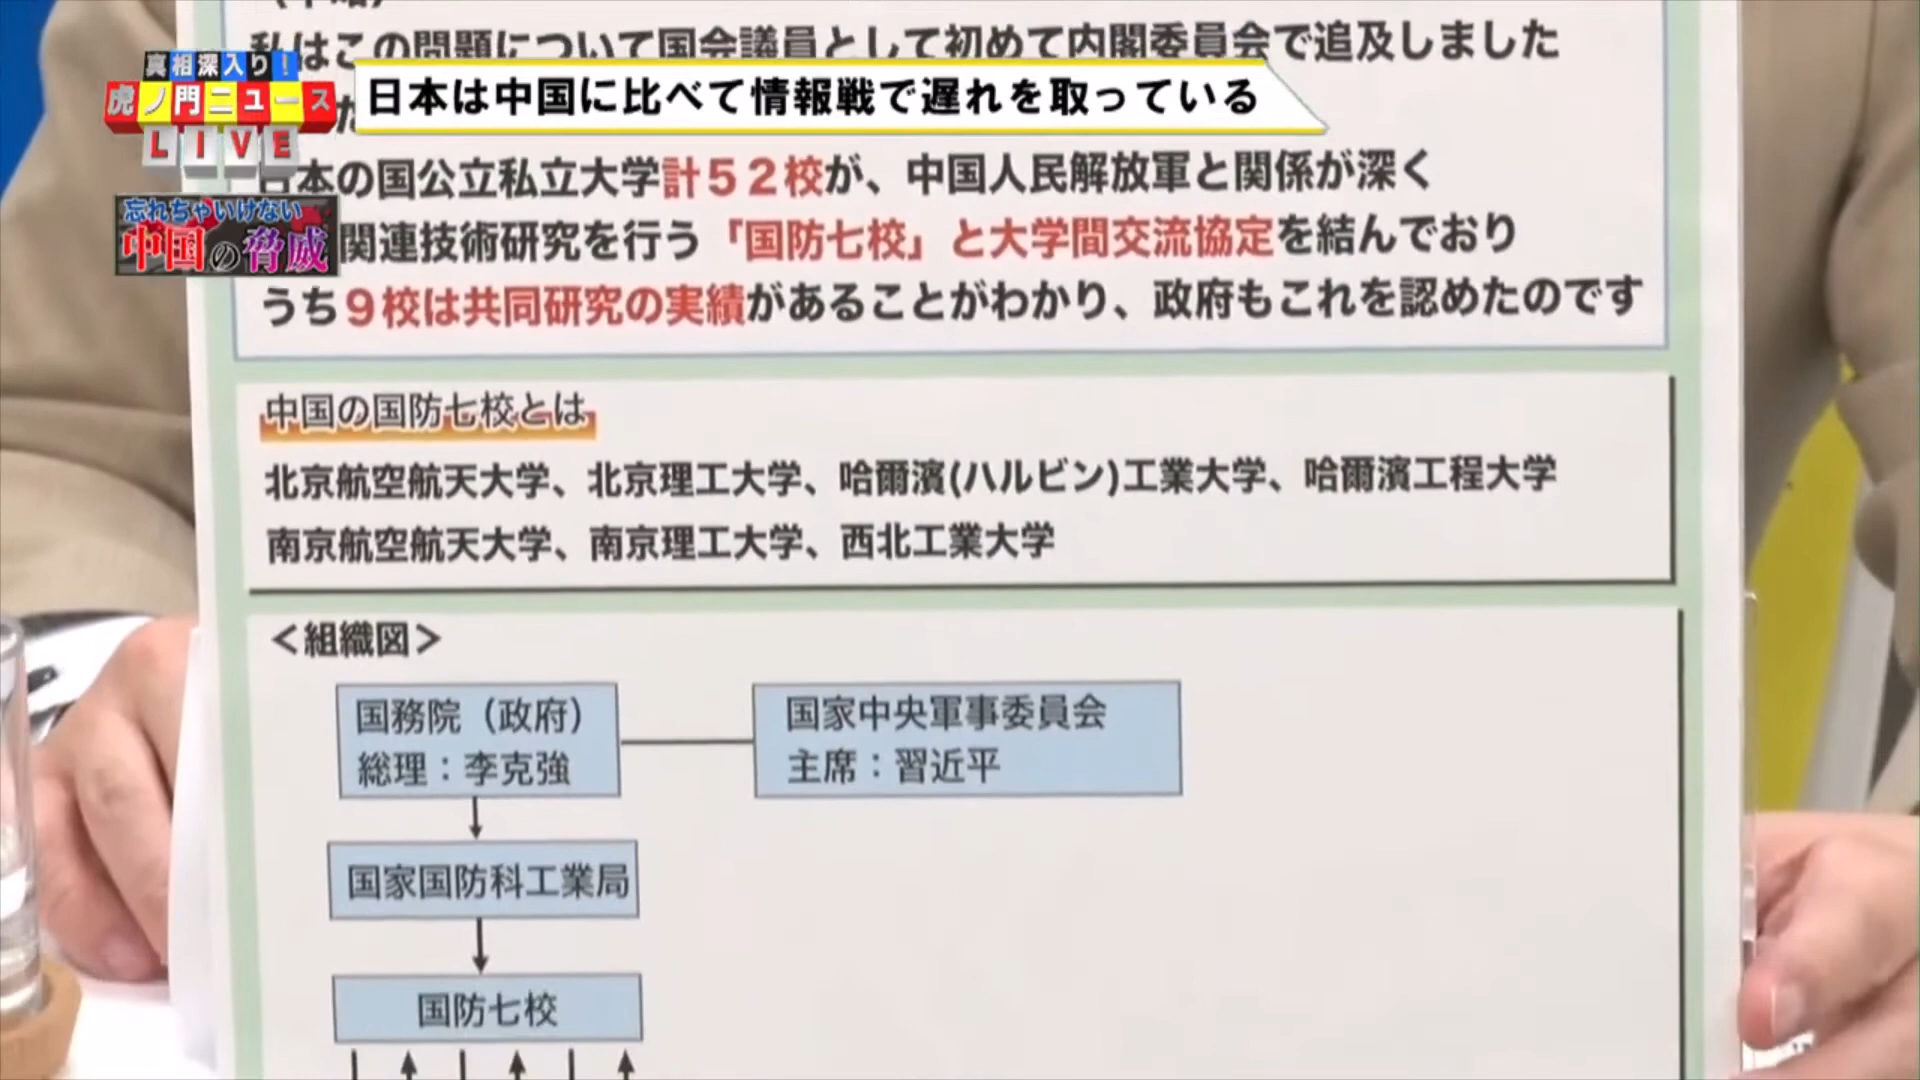 私はこの問題について国会議員として初めて内閣委員会で追及しました
真相深入り!
虎ノ門ニュース
LIVE
日本は中国に比べて情報戦で遅れを取っている
日本の国公立私立大学計52校が、中国人民解放軍と関係が深く
忘れちゃいけない
中国の脅威
関連技術研究を行う「国防七校」と大学間交流協定を結んでおり
うち9校は共同研究の実績があることがわかり、政府もこれを認めたのです
中国の国防七校とは
北京航空航天大学、北京理工大学、哈爾濱(ハルビン)工業大学、哈爾濱工程大学
南京航空航天大学、南京理工大学、西北工業大学
＜組織図＞
国務院（政府）
総理：李克強
国家中央軍事委員会
主席：習近平
国家国防科工業局
国防七校